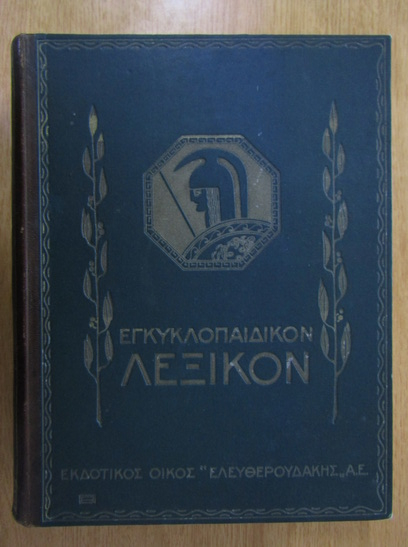 ΕΓΚΥΚΛΟΠΑΙΔΙΚΟΝ
ΛΕΞΙΚΟΝ
ΕΚΔΟΤΙΚΟΣ ΟΙΚΟΣ "ΕΛΕΥΘΕΡΟΥΔΑΚΗΣ„ Α.Ε.